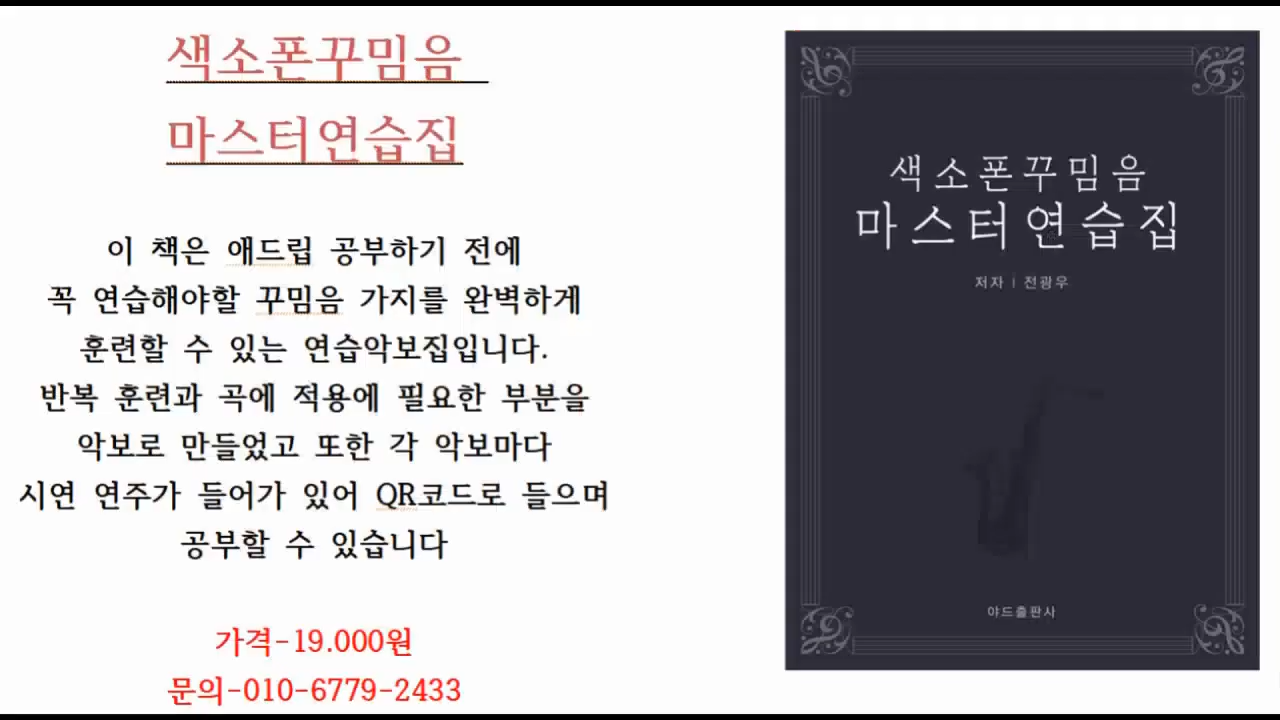 색소폰꾸밈음
마스터연습집
이 책은 애드립 공부하기 전에
꼭 연습해야할 꾸밈음 가지를 완벽하게
훈련할 수 있는 연습악보집입니다.
반복 훈련과 곡에 적용에 필요한 부분을
악보로 만들었고 또한 각 악보마다
시연 연주가 들어가 있어 QR코드로 들으며
공부할 수 있습니다
가격-19.000원
문의-010-6779-2433
색소폰꾸밈음
마스터연습집
저자 | 전광우
야드출판사